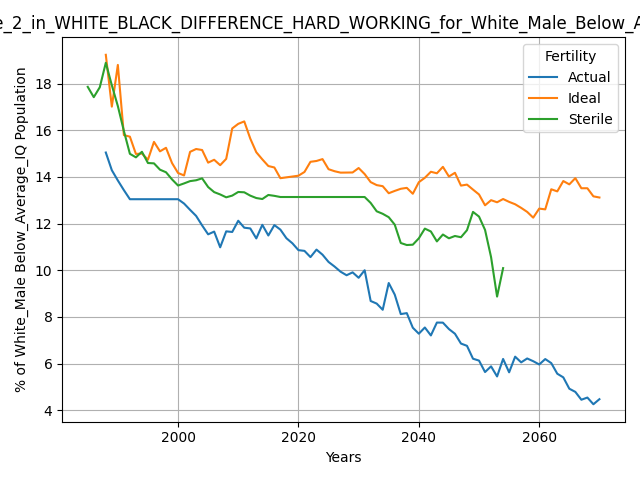 e_2_in_WHITE_BLACK_DIFFERENCE_HARD_WORKING_for_White_Male_Below_A
Fertility
Actual
Ideal
Sterile
% of White_Male Below_Average_IQ Population
18
16
14
12
10
8
6
4
2000 2020 2040 2060
Years